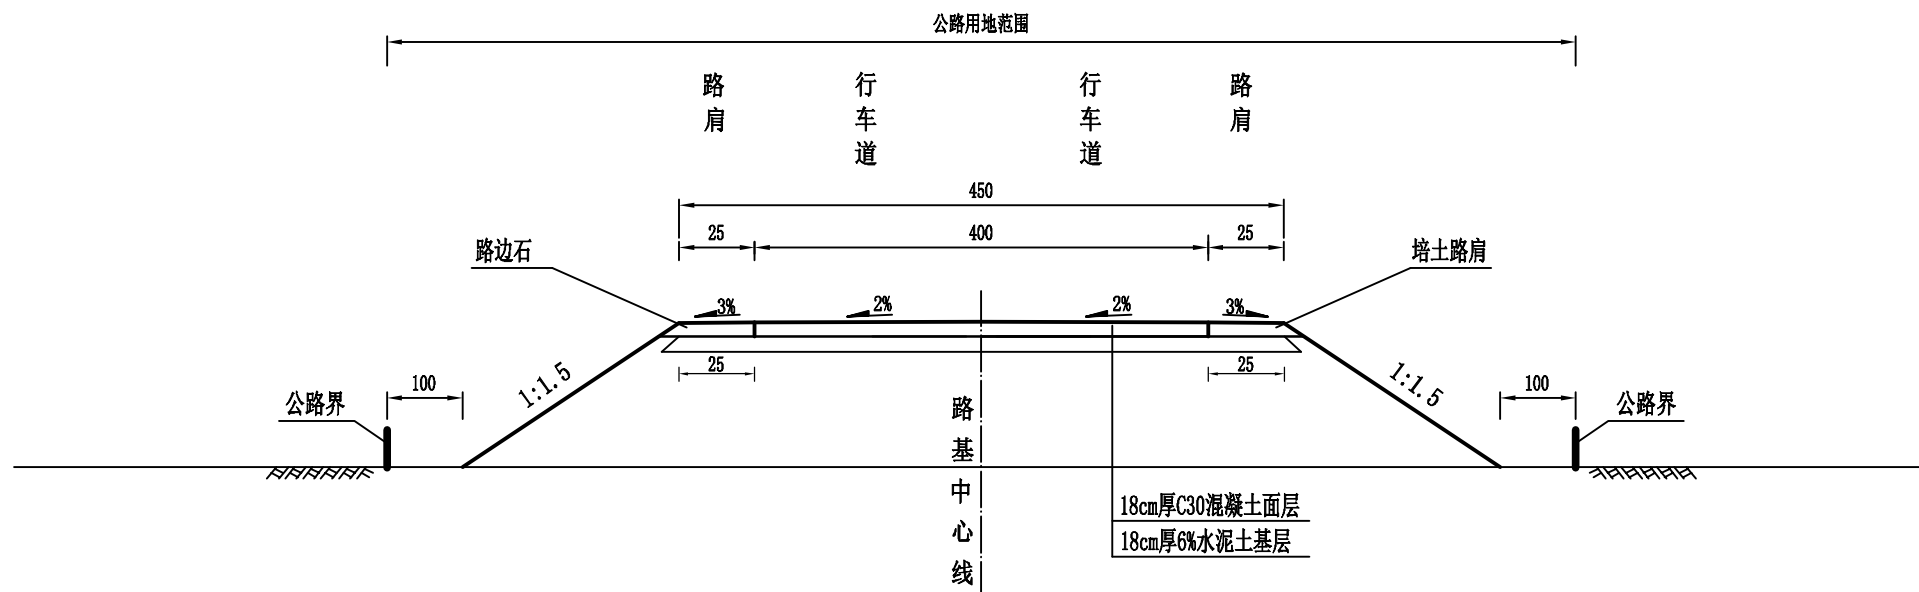 公路用地范围
路肩
行车道
行车道
路肩
450
25
400
25
路边石
培土路肩
3%
2%
2%
3%
25
25
1:1.5
1:1.5
100
100
公路界
公路界
路基中心线
18cm厚C30混凝土面层
18cm厚6%水泥土基层